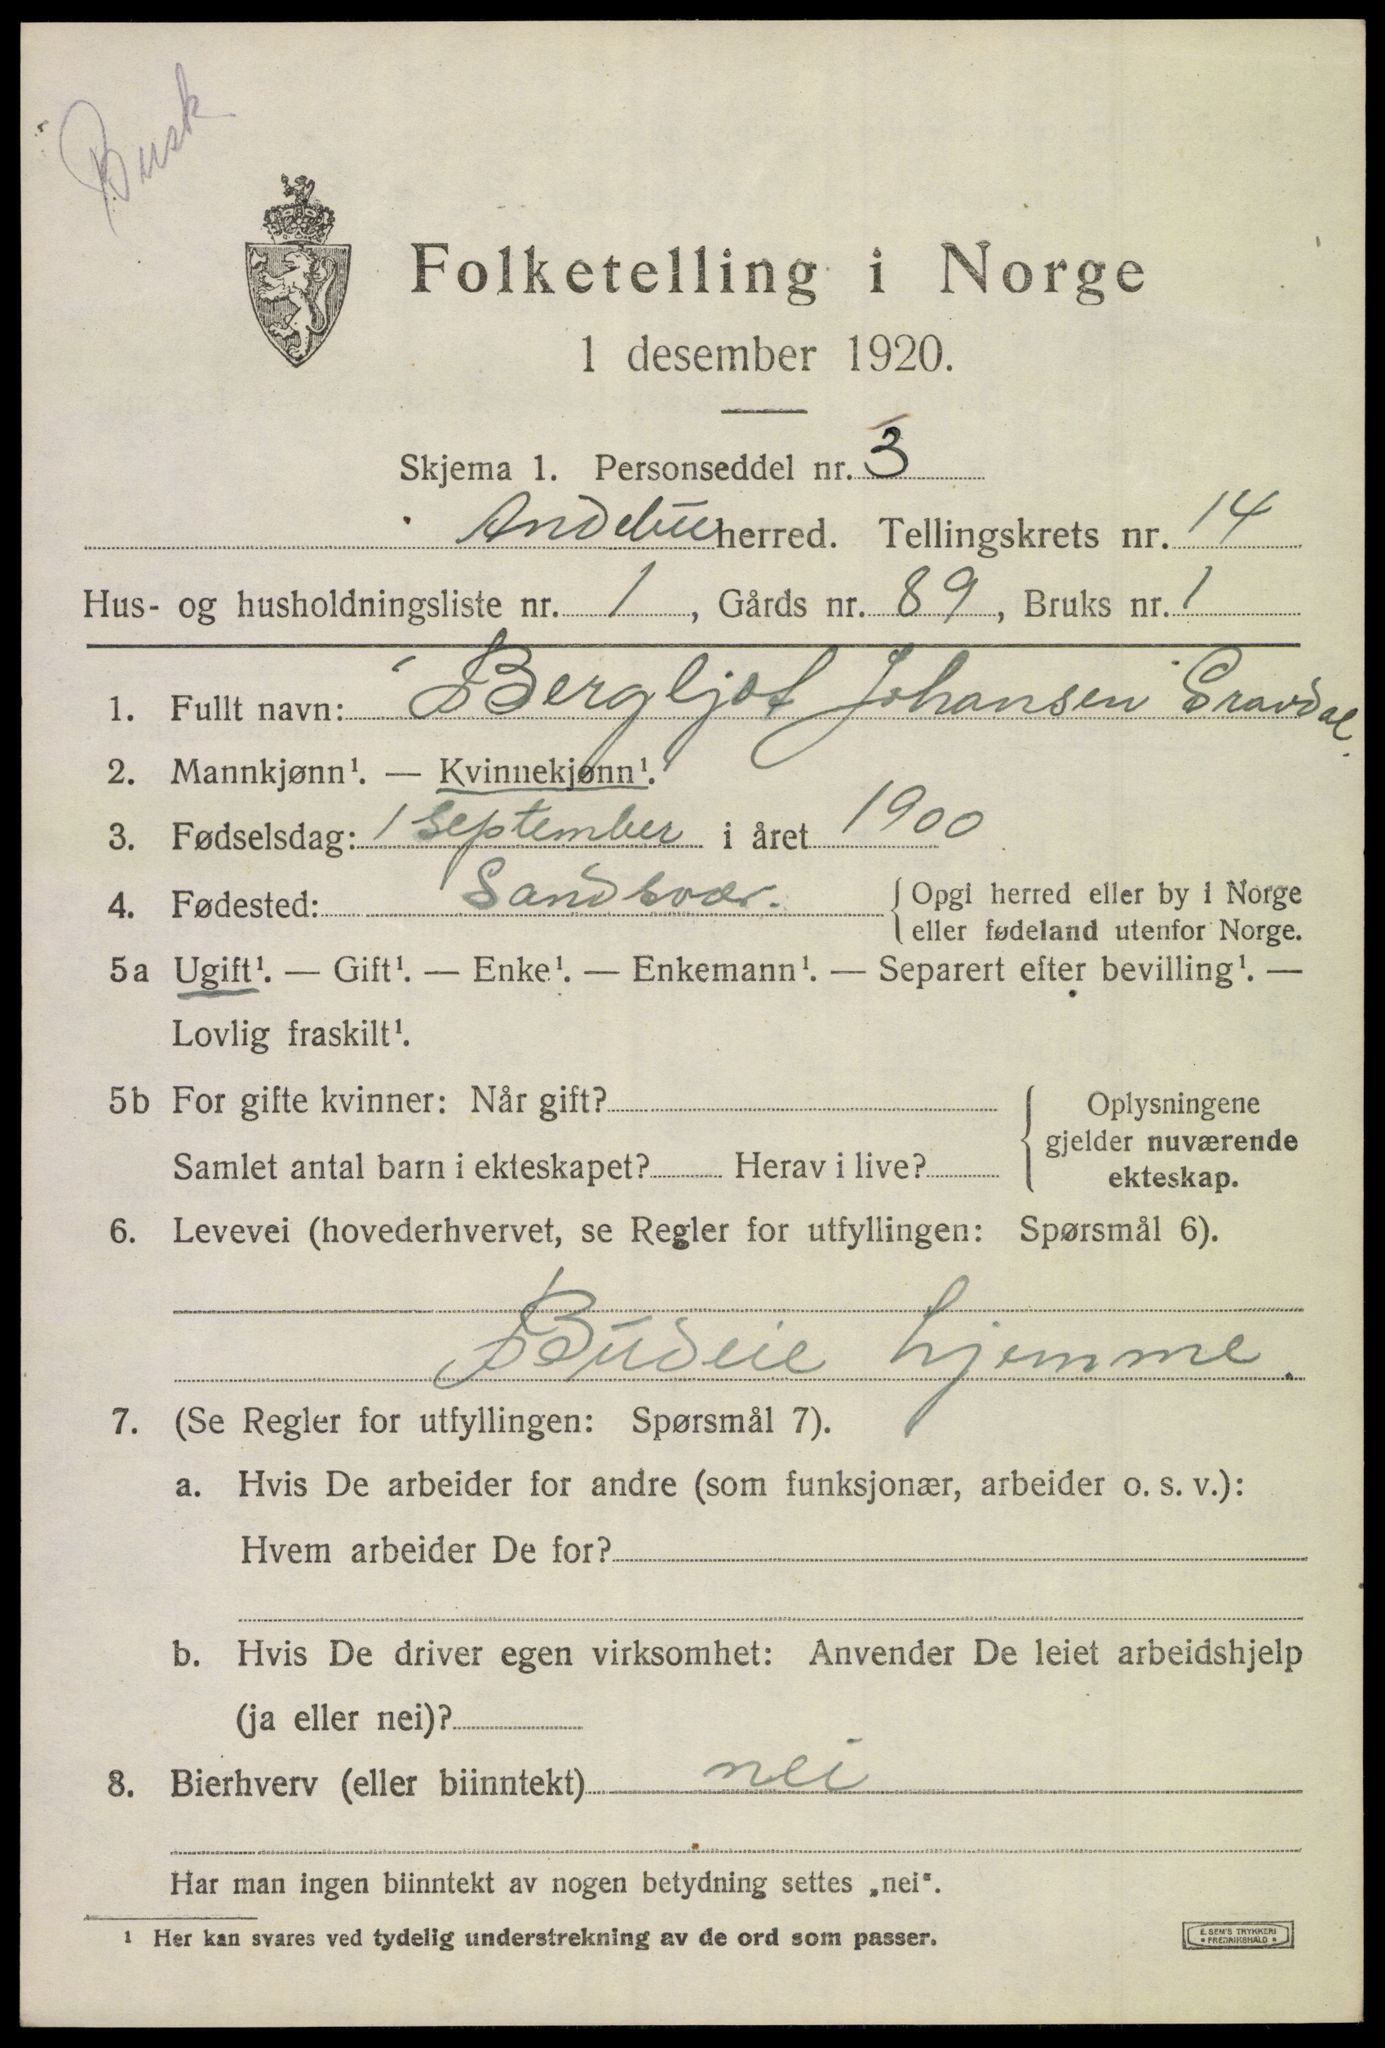 Busk
Folketelling i Norge
1 desember 1920.
Skjema 1. Personseddel nr. 3
Andebu herred. Tellingskrets nr. 14
Hus- og husholdningsliste nr. 1, Gårds nr. 89, Bruks nr. 1
1. Fullt navn: Bergljot Johansen Gravdal.
2. Mannkjønn¹. — Kvinnekjønn¹.
3. Fødselsdag: 1 september i året 1900
4. Fødested: Sandsvær. { Opgi herred eller by i Norge
eller fødeland utenfor Norge.
5a Ugift¹. — Gift¹. — Enke¹. — Enkemann¹. — Separert efter bevilling¹. —
Lovlig fraskilt¹.
5b For gifte kvinner: Når gift? { Oplysningene
gjelder nuværende
Samlet antal barn i ekteskapet? Herav i live? ekteskap.
6. Levevei (hovederhvervet, se Regler for utfyllingen: Spørsmål 6).
Budeie hjemme.
7. (Se Regler for utfyllingen: Spørsmål 7).
a. Hvis De arbeider for andre (som funksjonær, arbeider o. s. v.):
Hvem arbeider De for?
b. Hvis De driver egen virksomhet: Anvender De leiet arbeidshjelp
(ja eller nei)?
8. Bierhverv (eller biinntekt) nei
Har man ingen biinntekt av nogen betydning settes „nei“.
¹ Her kan svares ved tydelig understrekning av de ord som passer.
E. SEM'S TRYKKERI
• FREDRIKSHALD •